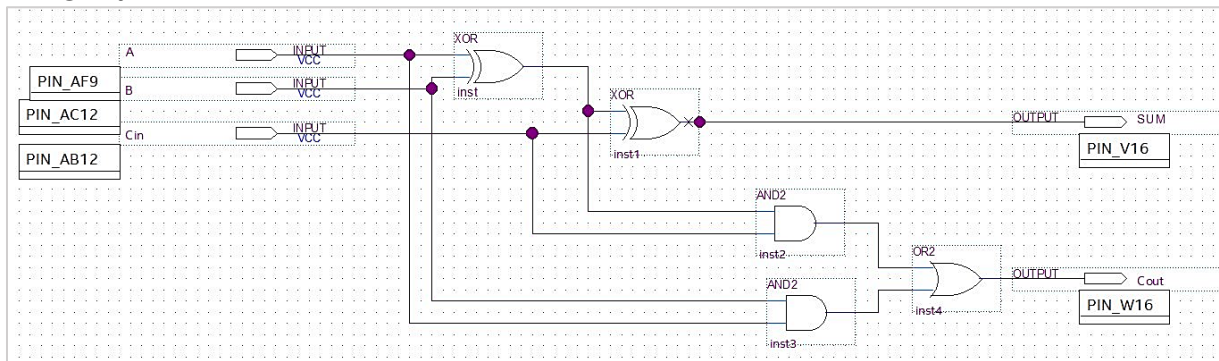 A
INPUT
VCC
PIN_AF9
B
INPUT
VCC
PIN_AC12
Cin
INPUT
VCC
PIN_AB12
XOR
inst
XOR
inst1
OUTPUT
SUM
PIN_V16
AND2
inst2
AND2
inst3
OR2
inst4
OUTPUT
Cout
PIN_W16